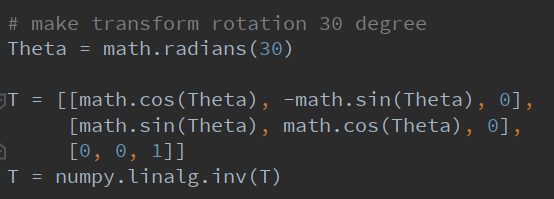 # make transform rotation 30 degree
Theta = math.radians(30)
T = [[math.cos(Theta), -math.sin(Theta), 0],
[math.sin(Theta), math.cos(Theta), 0],
[0, 0, 1]]
T = numpy.linalg.inv(T)